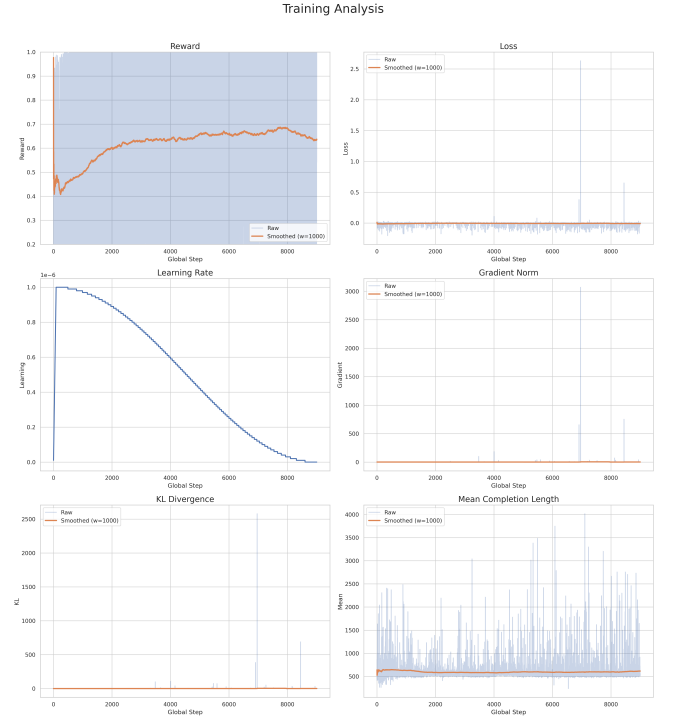 Training Analysis
Reward
Reward
1.0
0.9
0.8
0.7
0.6
0.5
0.4
0.3
0.2
0
2000
4000
6000
8000
Global Step
Raw
Smoothed (w=1000)
Loss
Loss
2.5
2.0
1.5
1.0
0.5
0.0
0
2000
4000
6000
8000
Global Step
Raw
Smoothed (w=1000)
Learning Rate
1e−6
Learning
1.0
0.8
0.6
0.4
0.2
0.0
0
2000
4000
6000
8000
Global Step
Gradient Norm
Gradient
3000
2500
2000
1500
1000
500
0
0
2000
4000
6000
8000
Global Step
Raw
Smoothed (w=1000)
KL Divergence
KL
2500
2000
1500
1000
500
0
0
2000
4000
6000
8000
Global Step
Raw
Smoothed (w=1000)
Mean Completion Length
Mean
4000
3500
3000
2500
2000
1500
1000
500
0
2000
4000
6000
8000
Global Step
Raw
Smoothed (w=1000)